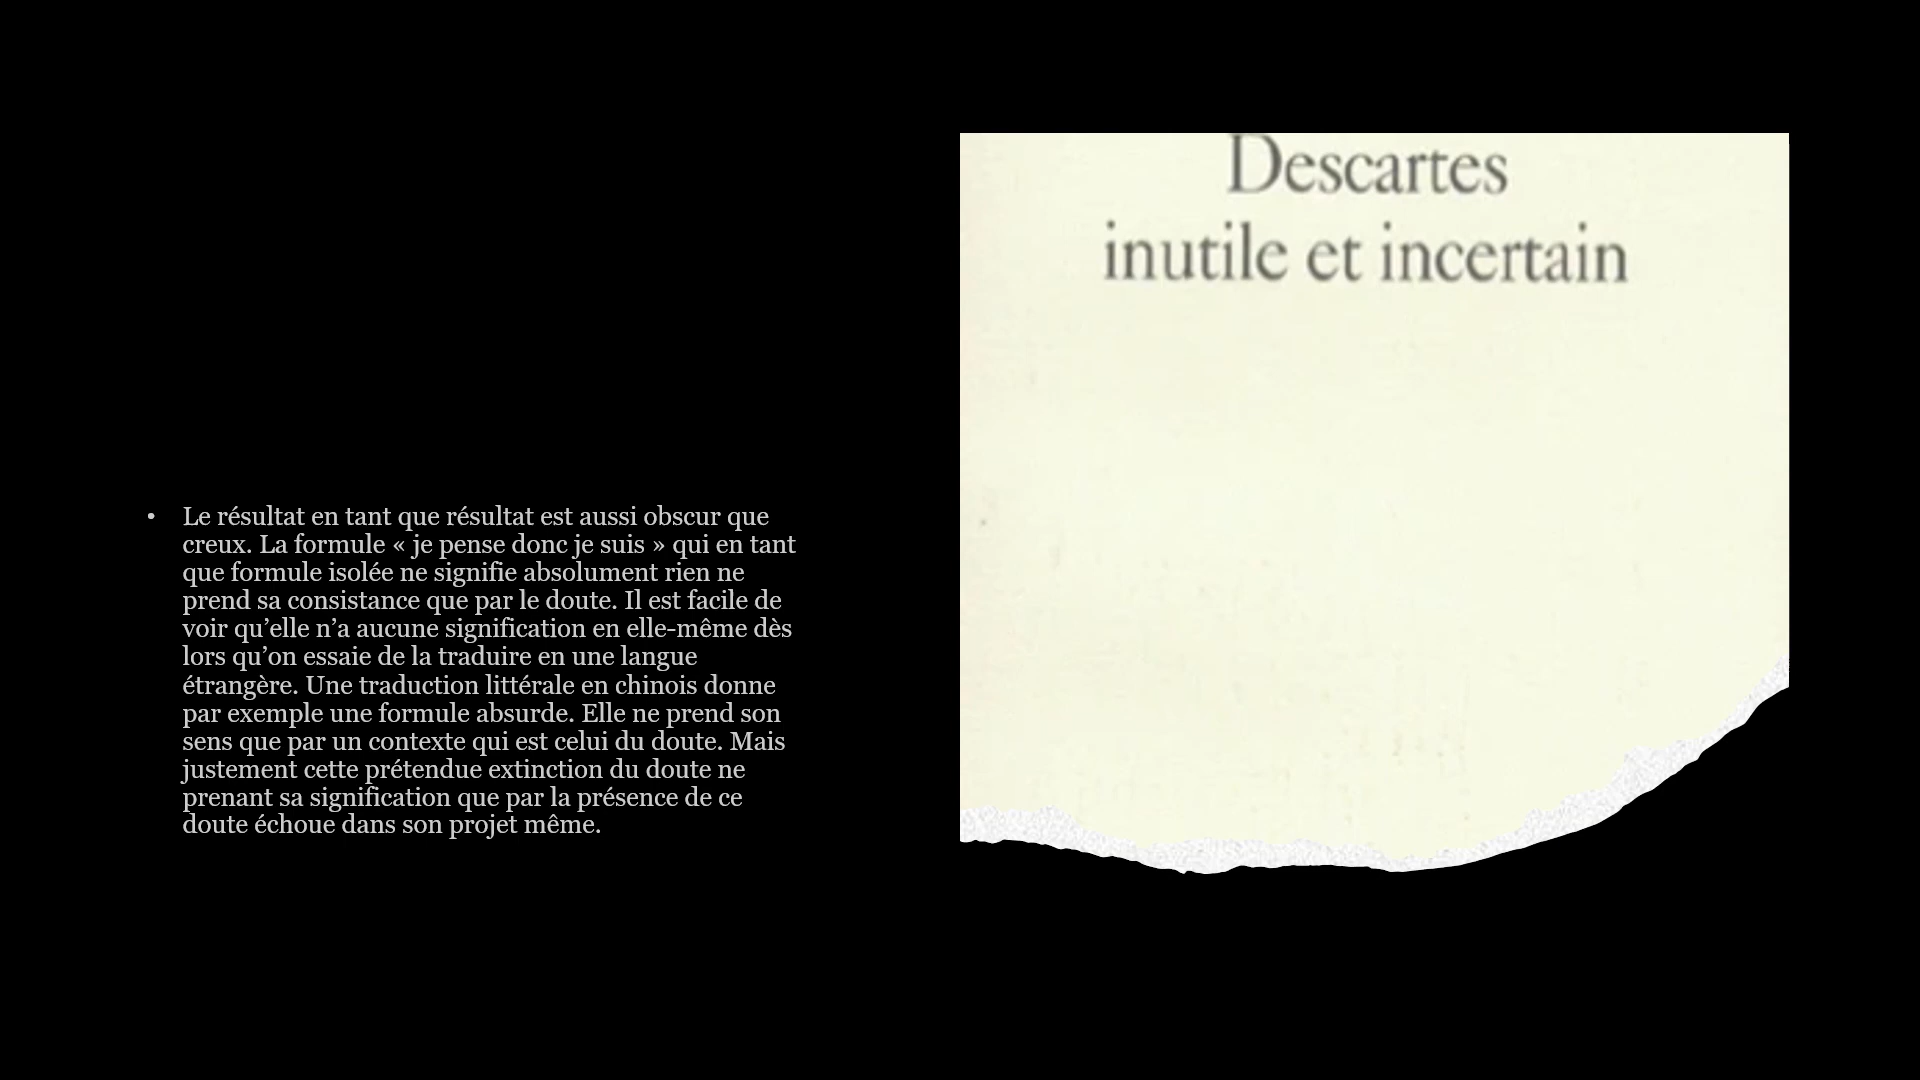 Descartes
inutile et incertain
• Le résultat en tant que résultat est aussi obscur que
creux. La formule « je pense donc je suis » qui en tant
que formule isolée ne signifie absolument rien ne
prend sa consistance que par le doute. Il est facile de
voir qu’elle n’a aucune signification en elle-même dès
lors qu’on essaie de la traduire en une langue
étrangère. Une traduction littérale en chinois donne
par exemple une formule absurde. Elle ne prend son
sens que par un contexte qui est celui du doute. Mais
justement cette prétendue extinction du doute ne
prenant sa signification que par la présence de ce
doute échoue dans son projet même.